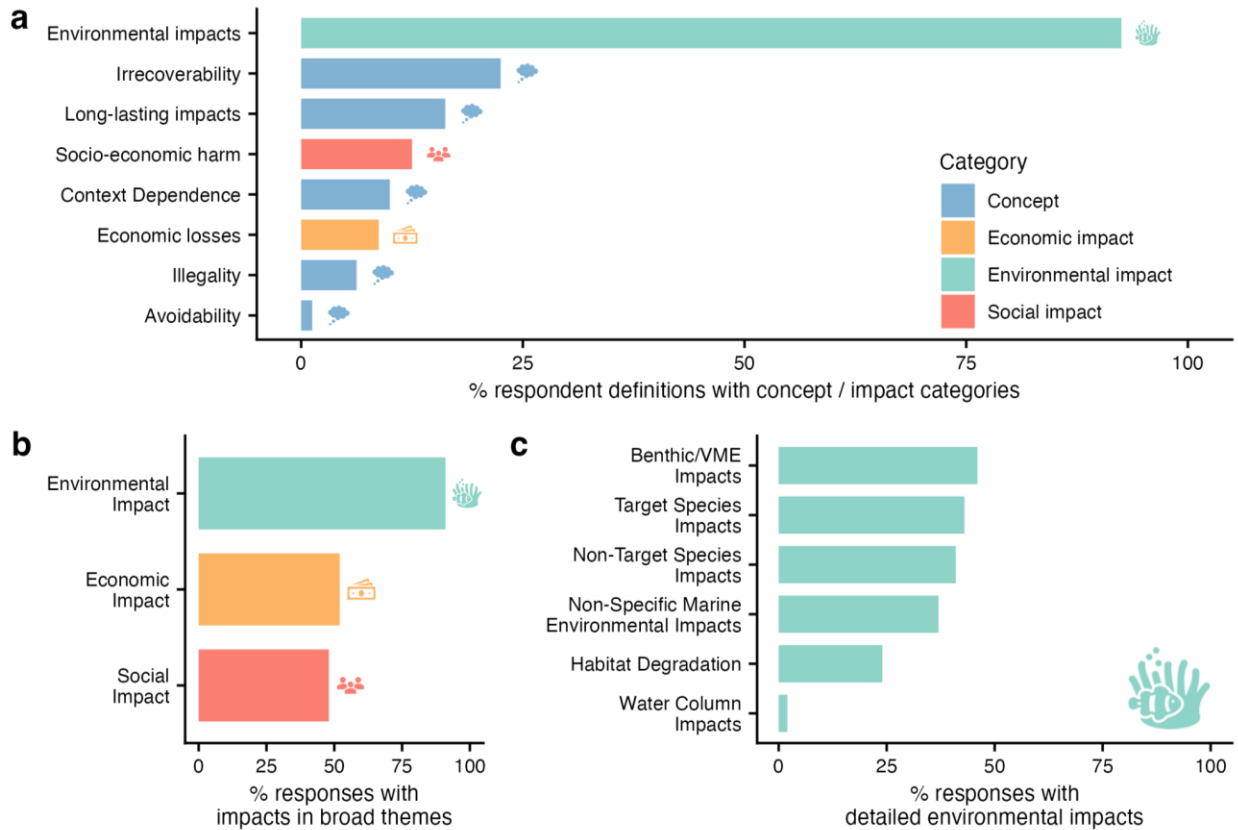 a
Environmental impacts
Irrecoverability
Long-lasting impacts
Socio-economic harm
Context Dependence
Economic losses
Illegality
Avoidability
Category
Concept
Economic impact
Environmental impact
Social impact
0 25 50 75 100
% respondent definitions with concept / impact categories
b
Environmental
Impact
Economic
Impact
Social
Impact
0 25 50 75 100
% responses with
impacts in broad themes
c
Benthic/VME
Impacts
Target Species
Impacts
Non-Target Species
Impacts
Non-Specific Marine
Environmental Impacts
Habitat Degradation
Water Column
Impacts
0 25 50 75 100
% responses with
detailed environmental impacts